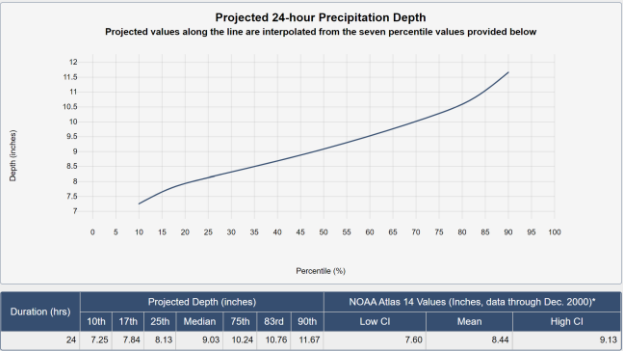 Projected 24-hour Precipitation Depth
Projected values along the line are interpolated from the seven percentile values provided below
12
11.5
11
10.5
10
9.5
9
8.5
8
7.5
7
Depth (inches)
0 5 10 15 20 25 30 35 40 45 50 55 60 65 70 75 80 85 90 95 100
Percentile (%)
Duration (hrs) Projected Depth (inches) NOAA Atlas 14 Values (Inches, data through Dec. 2000)*
10th 17th 25th Median 75th 83rd 90th Low CI Mean High CI
24 7.25 7.84 8.13 9.03 10.24 10.76 11.67 7.60 8.44 9.13